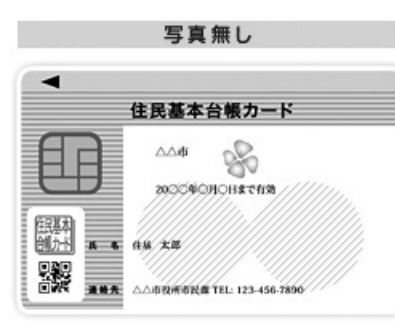 写真無し
住民基本台帳カード
△△市
20○○年○月○日まで有効
住民基本
台帳カード
氏 名 住基 太郎
連絡先 △△市役所市民課 TEL: 123-456-7890